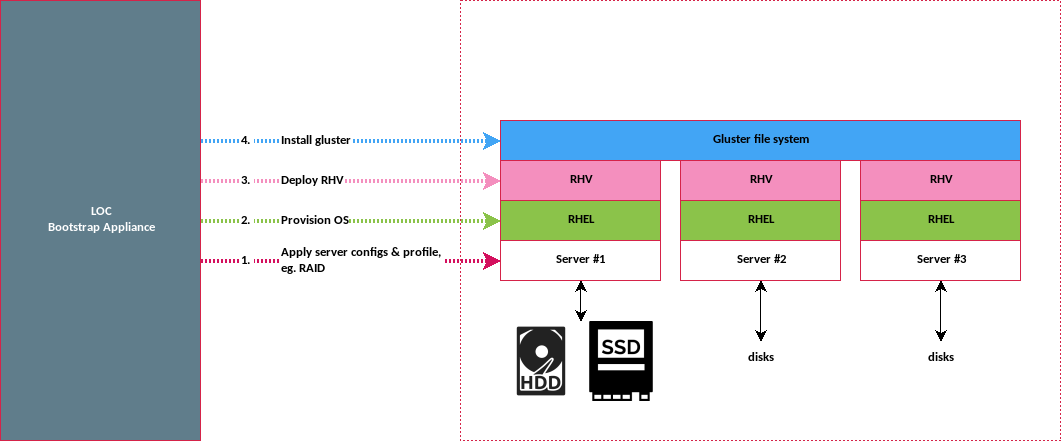 Gluster file system
4. Install gluster
3. Deploy RHV
RHV
RHV
RHV
LOC
Bootstrap Appliance
2. Provision OS
RHEL
RHEL
RHEL
1. Apply server configs & profile,
eg. RAID
Server #1
Server #2
Server #3
HDD
SSD
disks
disks